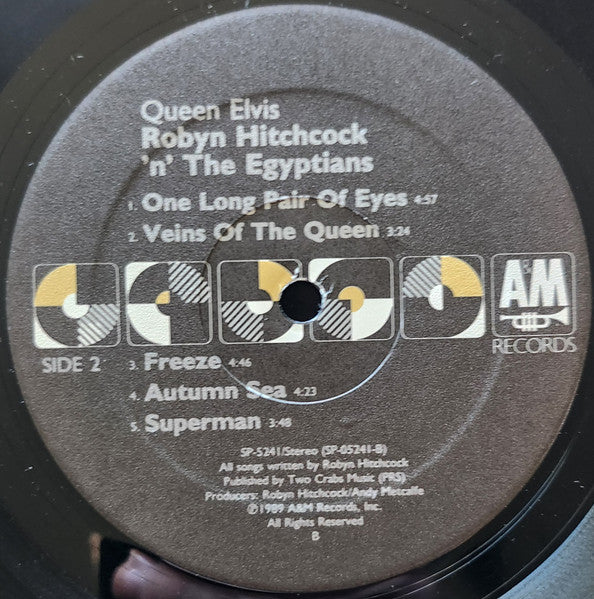 Queen Elvis
Robyn Hitchcock
'n' The Egyptians
1. One Long Pair Of Eyes 4:57
2. Veins Of The Queen 3:24
A&M
RECORDS
SIDE 2
3. Freeze 4:46
4. Autumn Sea 4:23
5. Superman 3:48
SP-5241/Stereo (SP-05241-B)
All songs written by Robyn Hitchcock
Published by Two Crabs Music (PRS)
Producers: Robyn Hitchcock/Andy Metcalfe
©1989 A&M Records, Inc.
All Rights Reserved
B